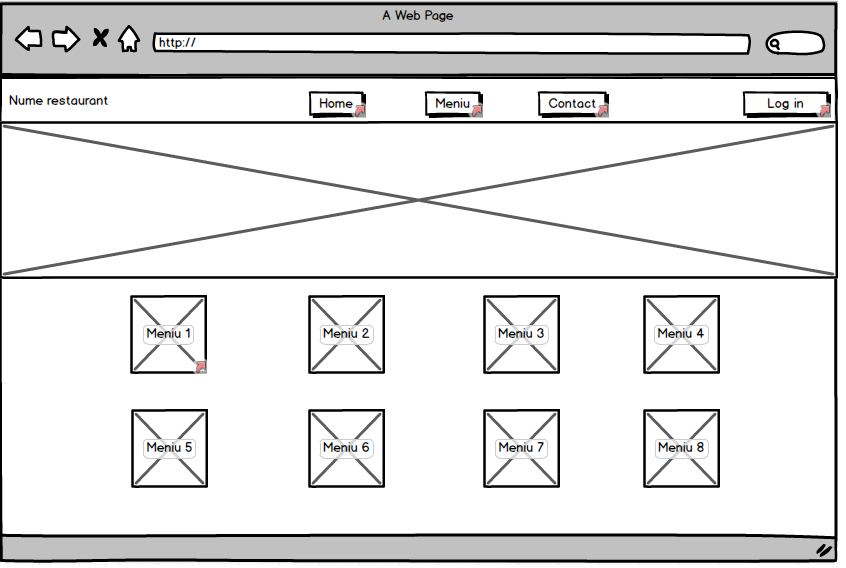 A Web Page
http://
Nume restaurant
Home
Meniu
Contact
Log in
Meniu 1
Meniu 2
Meniu 3
Meniu 4
Meniu 5
Meniu 6
Meniu 7
Meniu 8